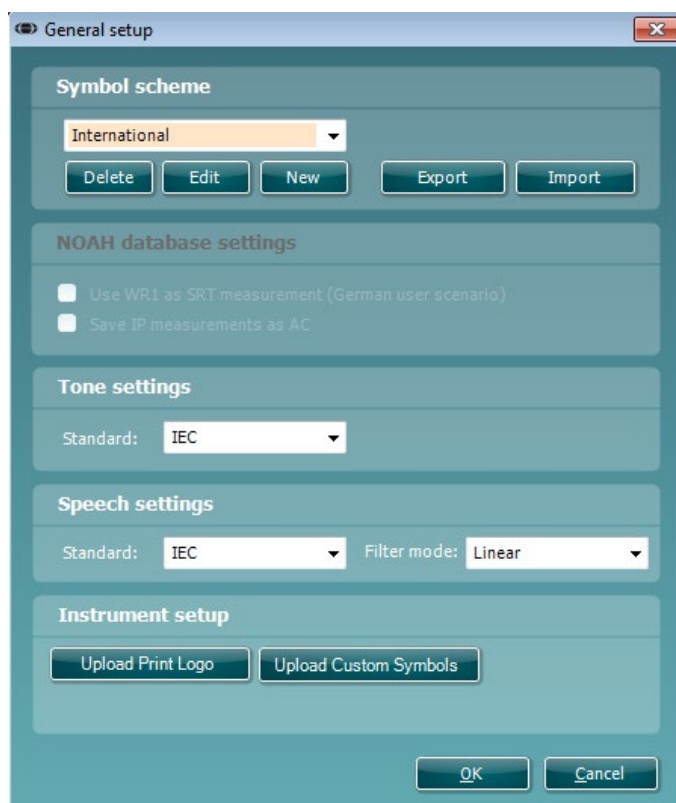 General setup
Symbol scheme
International
Delete Edit New Export Import
NOAH database settings
Use WR1 as SRT measurement (German user scenario)
Save IP measurements as AC
Tone settings
Standard: IEC
Speech settings
Standard: IEC Filter mode: Linear
Instrument setup
Upload Print Logo Upload Custom Symbols
OK Cancel